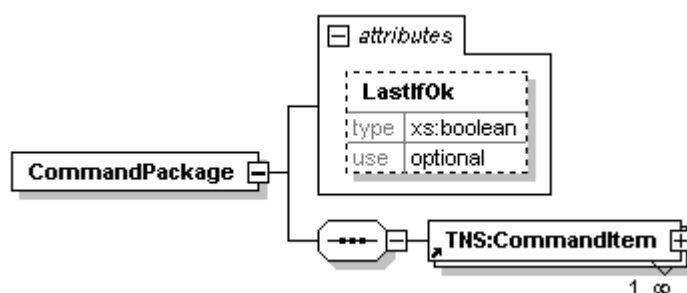 attributes
LastIfOk
type xs:boolean
use optional
CommandPackage
TNS:CommandItem
1..∞